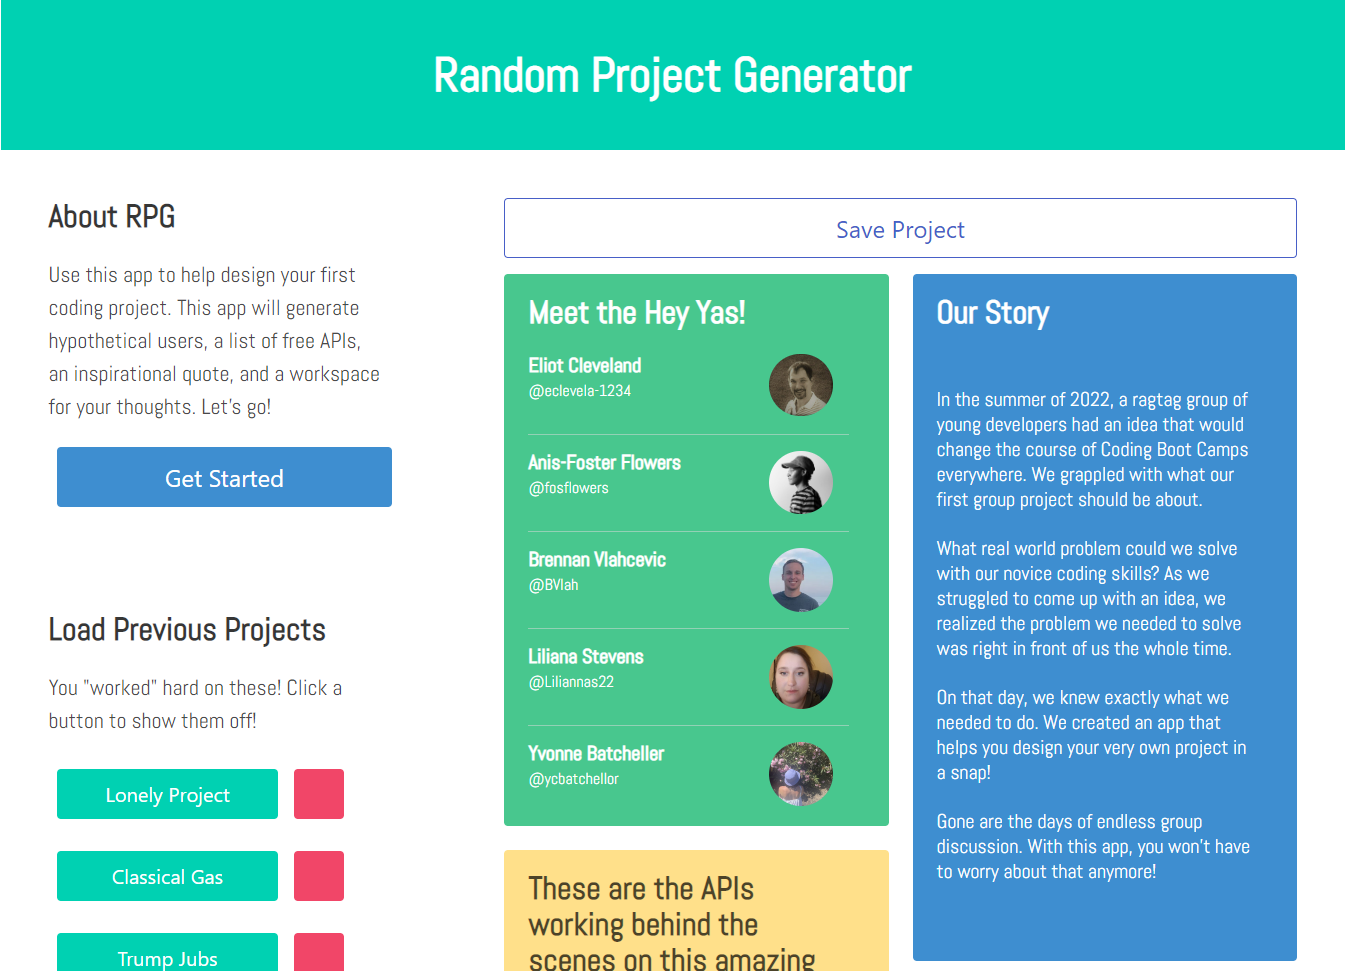 Random Project Generator
About RPG
Use this app to help design your first
coding project. This app will generate
hypothetical users, a list of free APIs,
an inspirational quote, and a workspace
for your thoughts. Let's go!
Get Started
Load Previous Projects
You "worked" hard on these! Click a
button to show them off!
Lonely Project
Classical Gas
Trump Jubs
Save Project
Meet the Hey Yas!
Eliot Cleveland
@eclevela-1234
Anis-Foster Flowers
@fosflowers
Brennan Vlahcevic
@BVlah
Liliana Stevens
@Liliannas22
Yvonne Batcheller
@ycbatchellor
These are the APIs
working behind the
scenes on this amazing
Our Story
In the summer of 2022, a ragtag group of
young developers had an idea that would
change the course of Coding Boot Camps
everywhere. We grappled with what our
first group project should be about.
What real world problem could we solve
with our novice coding skills? As we
struggled to come up with an idea, we
realized the problem we needed to solve
was right in front of us the whole time.
On that day, we knew exactly what we
needed to do. We created an app that
helps you design your very own project in
a snap!
Gone are the days of endless group
discussion. With this app, you won't have
to worry about that anymore!